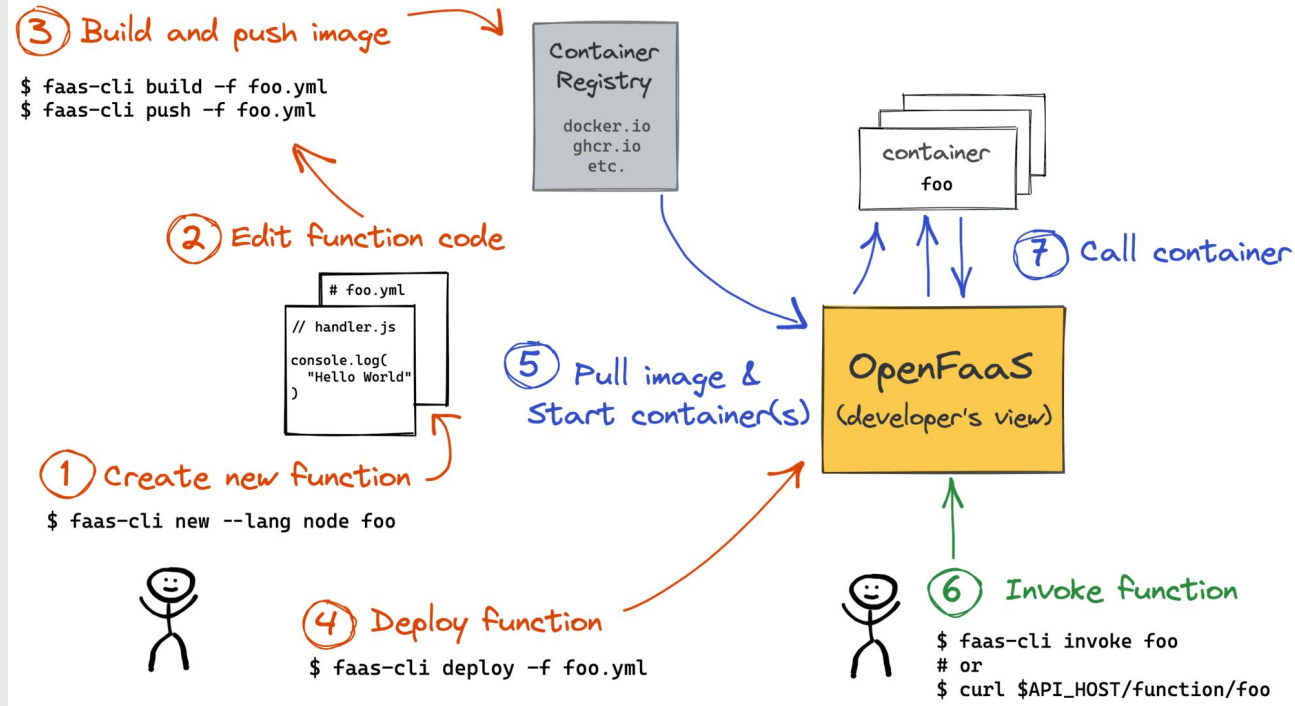 3 Build and push image
$ faas-cli build -f foo.yml
$ faas-cli push -f foo.yml
Container
Registry
docker.io
ghcr.io
etc.
container
foo
2 Edit function code
7 Call container
# foo.yml
// handler.js
console.log(
"Hello World"
)
5 Pull image &
Start container(s)
OpenFaaS
(developer's view)
1 Create new function
$ faas-cli new --lang node foo
4 Deploy function
$ faas-cli deploy -f foo.yml
6 Invoke function
$ faas-cli invoke foo
# or
$ curl $API_HOST/function/foo